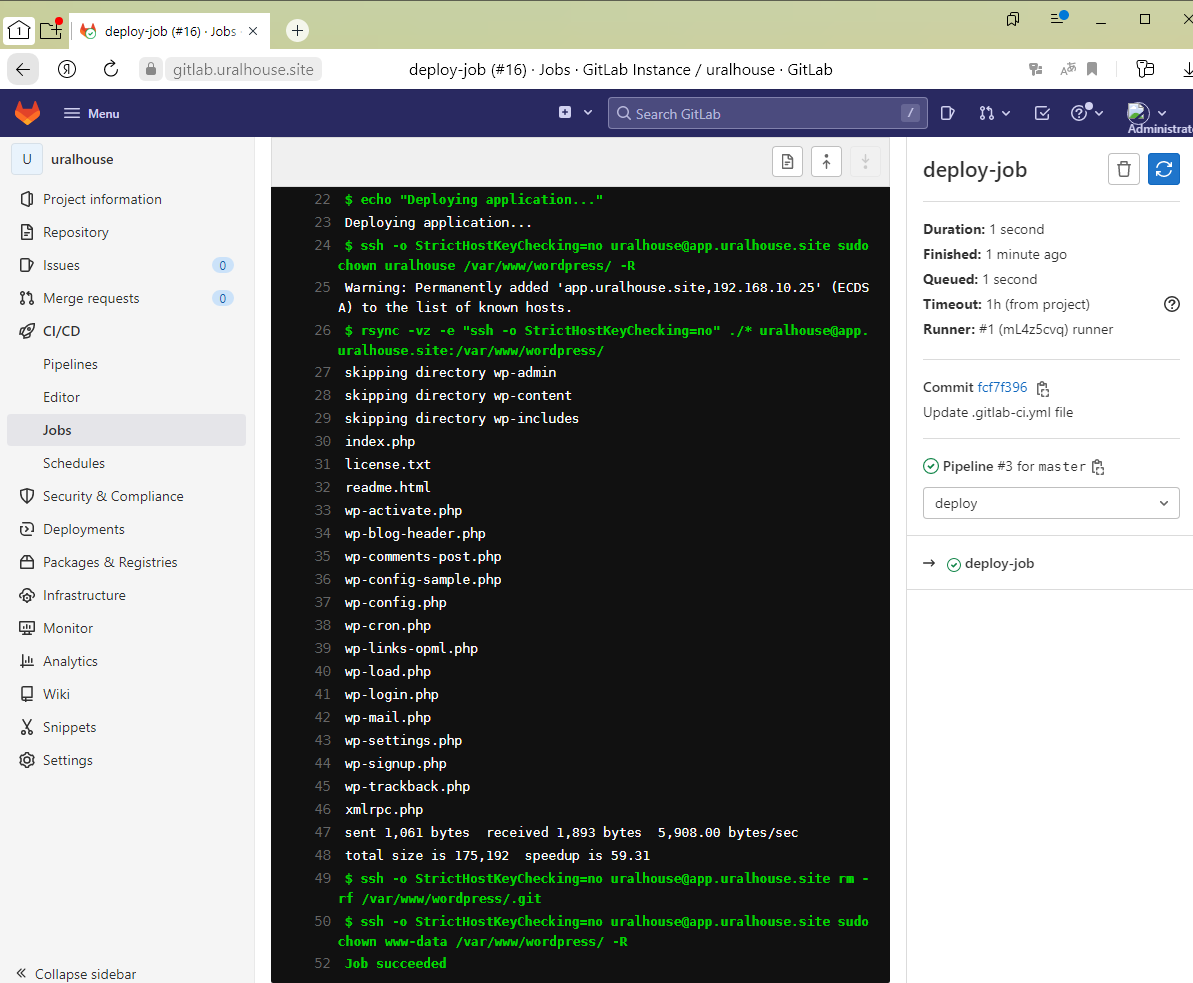 1
deploy-job (#16) · Jobs
gitlab.uralhouse.site
deploy-job (#16) · Jobs · GitLab Instance / uralhouse · GitLab
Menu
Search GitLab
/
Administrat
U
uralhouse
Project information
Repository
Issues
0
Merge requests
0
CI/CD
Pipelines
Editor
Jobs
Schedules
Security & Compliance
Deployments
Packages & Registries
Infrastructure
Monitor
Analytics
Wiki
Snippets
Settings
Collapse sidebar
22 $ echo "Deploying application..."
23 Deploying application...
24 $ ssh -o StrictHostKeyChecking=no uralhouse@app.uralhouse.site sudo
chown uralhouse /var/www/wordpress/ -R
25 Warning: Permanently added 'app.uralhouse.site,192.168.10.25' (ECDS
A) to the list of known hosts.
26 $ rsync -vz -e "ssh -o StrictHostKeyChecking=no" ./* uralhouse@app.
uralhouse.site:/var/www/wordpress/
27 skipping directory wp-admin
28 skipping directory wp-content
29 skipping directory wp-includes
30 index.php
31 license.txt
32 readme.html
33 wp-activate.php
34 wp-blog-header.php
35 wp-comments-post.php
36 wp-config-sample.php
37 wp-config.php
38 wp-cron.php
39 wp-links-opml.php
40 wp-load.php
41 wp-login.php
42 wp-mail.php
43 wp-settings.php
44 wp-signup.php
45 wp-trackback.php
46 xmlrpc.php
47 sent 1,061 bytes  received 1,893 bytes  5,908.00 bytes/sec
48 total size is 175,192  speedup is 59.31
49 $ ssh -o StrictHostKeyChecking=no uralhouse@app.uralhouse.site rm -
rf /var/www/wordpress/.git
50 $ ssh -o StrictHostKeyChecking=no uralhouse@app.uralhouse.site sudo
chown www-data /var/www/wordpress/ -R
52 Job succeeded
deploy-job
Duration: 1 second
Finished: 1 minute ago
Queued: 1 second
Timeout: 1h (from project)
Runner: #1 (mL4z5cvq) runner
Commit fcf7f396
Update .gitlab-ci.yml file
Pipeline #3 for master
deploy
→ deploy-job